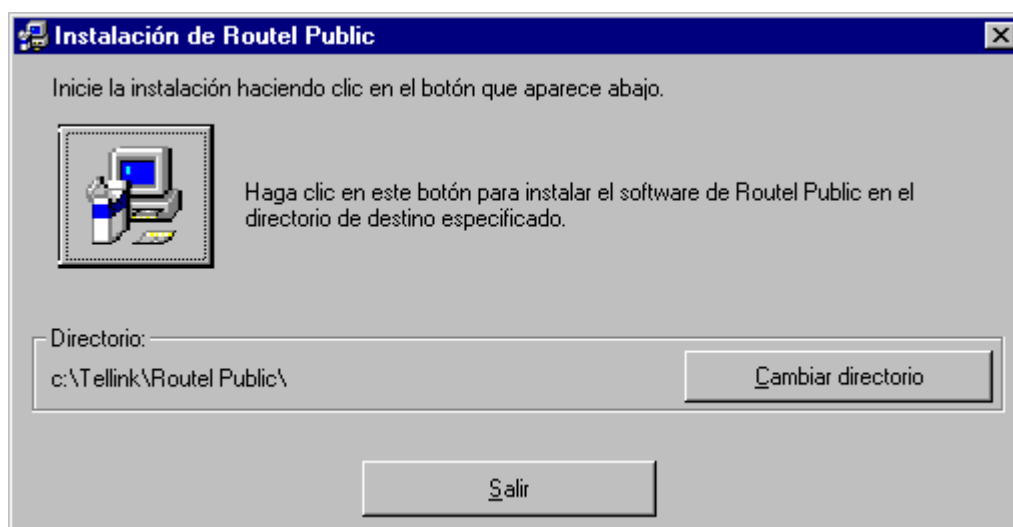 Instalación de Routel Public
Inicie la instalación haciendo clic en el botón que aparece abajo.
Haga clic en este botón para instalar el software de Routel Public en el
directorio de destino especificado.
Directorio:
c:\Tellink\Routel Public\
Cambiar directorio
Salir